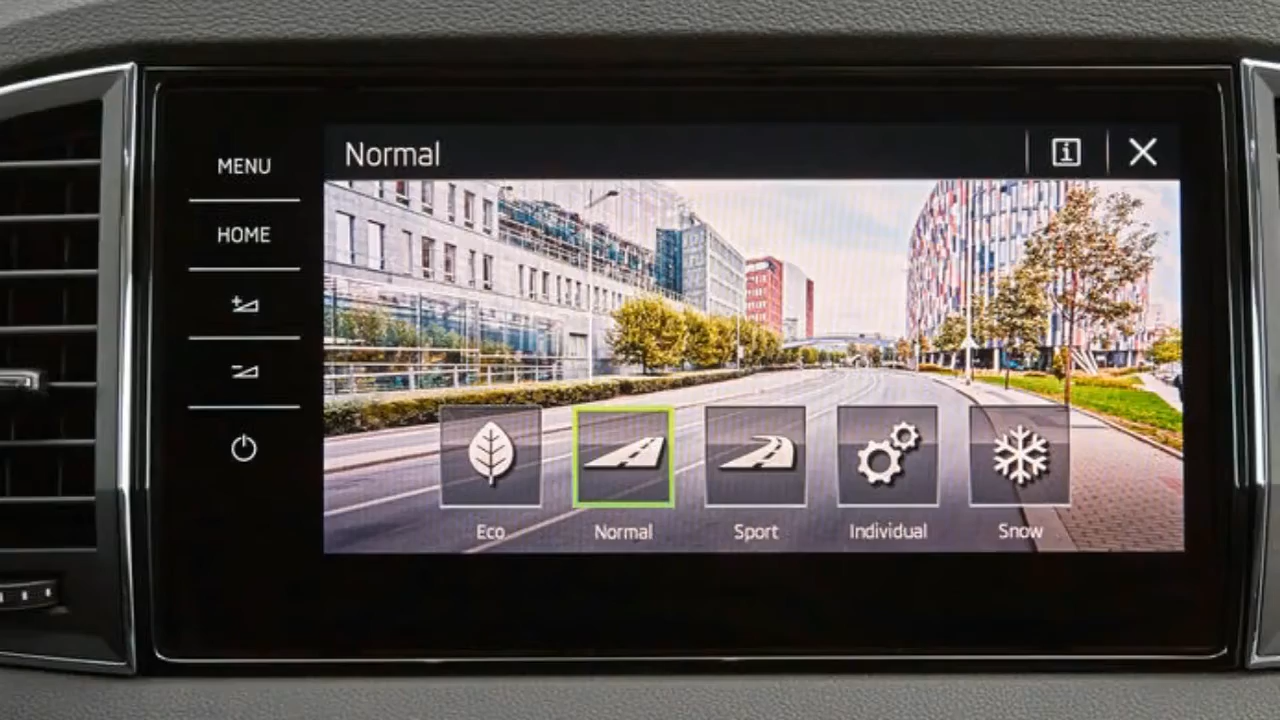 MENU
HOME
Normal
i
Eco
Normal
Sport
Individual
Snow